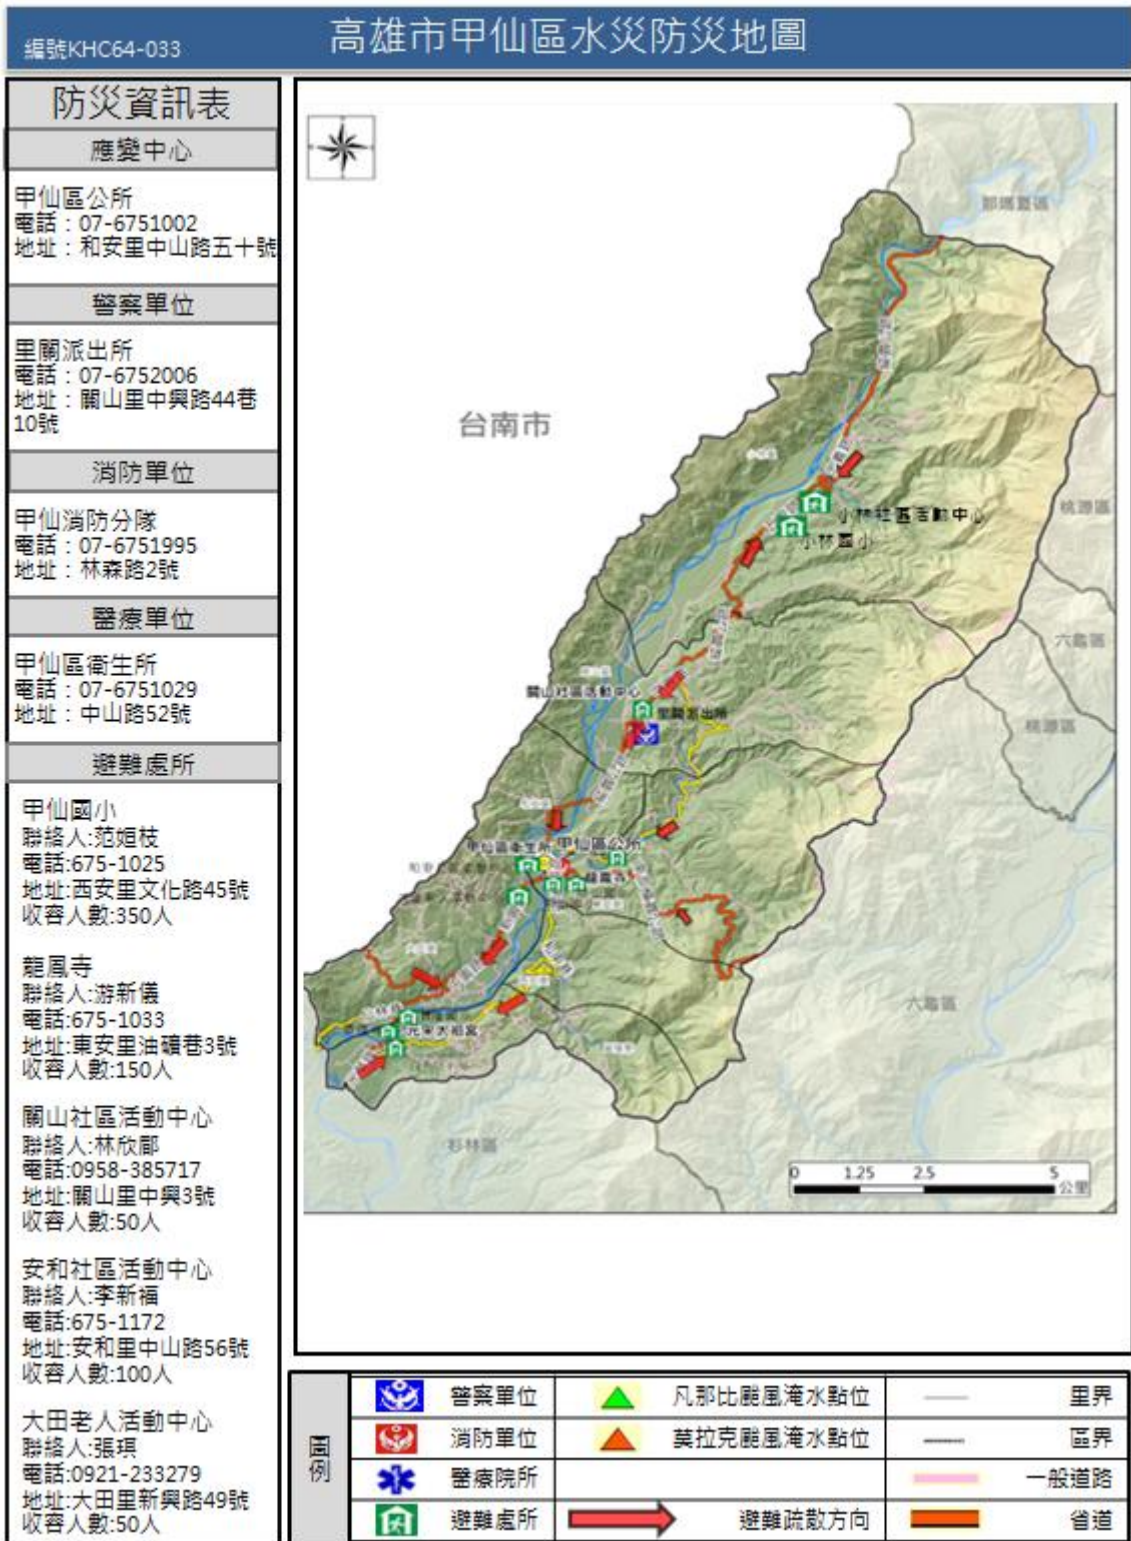 編號KHC64-033
高雄市甲仙區水災防災地圖
防災資訊表
應變中心
甲仙區公所
電話：07-6751002
地址：和安里中山路五十號
警察單位
里關派出所
電話：07-6752006
地址：關山里中興路44巷
10號
消防單位
甲仙消防分隊
電話：07-6751995
地址：林森路2號
醫療單位
甲仙區衛生所
電話：07-6751029
地址：中山路52號
避難處所
甲仙國小
聯絡人:范姮枝
電話:675-1025
地址:西安里文化路45號
收容人數:350人
龍鳳寺
聯絡人:游新儀
電話:675-1033
地址:東安里油礦巷3號
收容人數:150人
關山社區活動中心
聯絡人:林欣郿
電話:0958-385717
地址:關山里中興3號
收容人數:50人
安和社區活動中心
聯絡人:李新福
電話:675-1172
地址:安和里中山路56號
收容人數:100人
大田老人活動中心
聯絡人:張琪
電話:0921-233279
地址:大田里新興路49號
收容人數:50人
那瑪夏區
台南市
桃源區
小林社區活動中心
小林國小
六龜區
關山社區活動中心
里關派出所
桃源區
甲仙區衛生所
甲仙區公所
龍鳳寺
六龜區
杉林區
0 1.25 2.5 5
公里
圖例
警察單位
凡那比颱風淹水點位
里界
消防單位
莫拉克颱風淹水點位
區界
醫療院所
一般道路
避難處所
避難疏散方向
省道